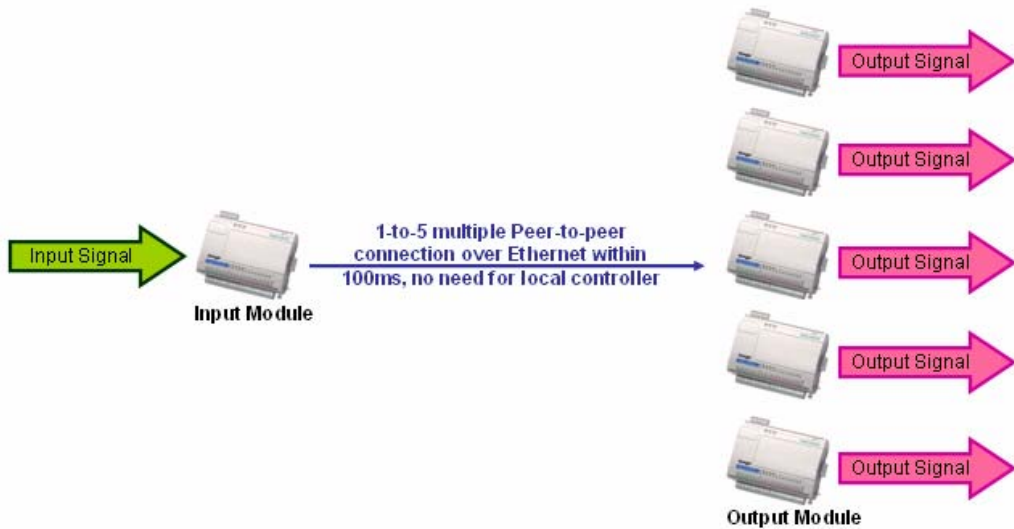 Output Signal
Output Signal
Input Signal
Input Module
1-to-5 multiple Peer-to-peer
connection over Ethernet within
100ms, no need for local controller
Output Signal
Output Signal
Output Signal
Output Module